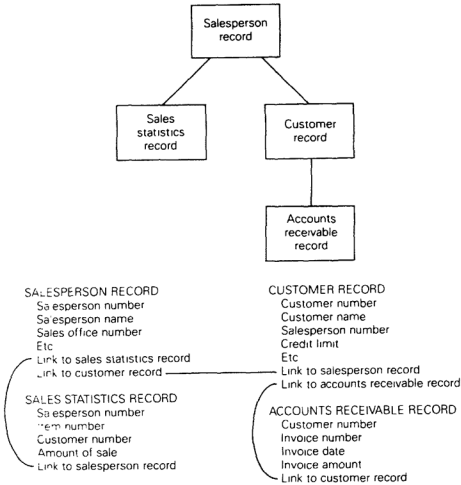 Salesperson
record
Sales
statistics
record
Customer
record
Accounts
receivable
record
SALESPERSON RECORD
Salesperson number
Salesperson name
Sales office number
Etc
Link to sales statistics record
Link to customer record
SALES STATISTICS RECORD
Salesperson number
Item number
Customer number
Amount of sale
Link to salesperson record
CUSTOMER RECORD
Customer number
Customer name
Salesperson number
Credit limit
Etc
Link to salesperson record
Link to accounts receivable record
ACCOUNTS RECEIVABLE RECORD
Customer number
Invoice number
Invoice date
Invoice amount
Link to customer record